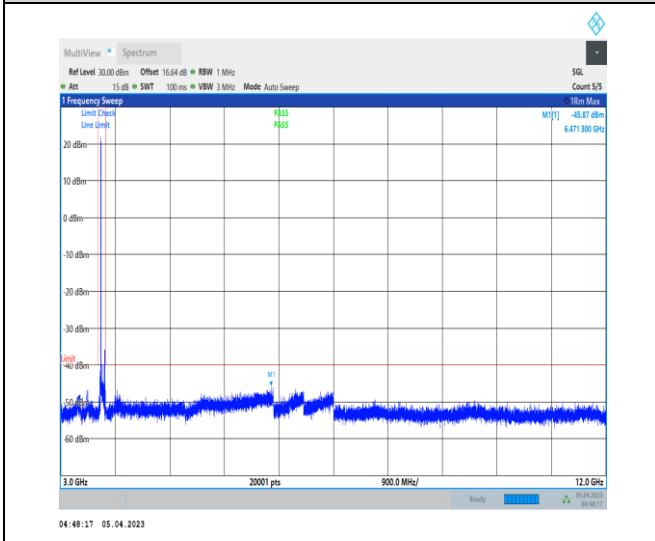 MultiView Spectrum
Ref Level 30.00 dBm Offset 16.64 dB RBW 1 MHz SGL
Att 15 dB SWT 100 ms VBW 3 MHz Mode Auto Sweep Count 5/5
1 Frequency Sweep 1Rm Max
Limit Check PASS M1[1] -45.87 dBm
Line Limit PASS 6.471 300 GHz
20 dBm
10 dBm
0 dBm
-10 dBm
-20 dBm
-30 dBm
Limit
-40 dBm
M1
-50 dBm
-60 dBm
3.0 GHz 20001 pts 900.0 MHz/ 12.0 GHz
Ready 05.04.2023
04:48:17
04:48:17 05.04.2023